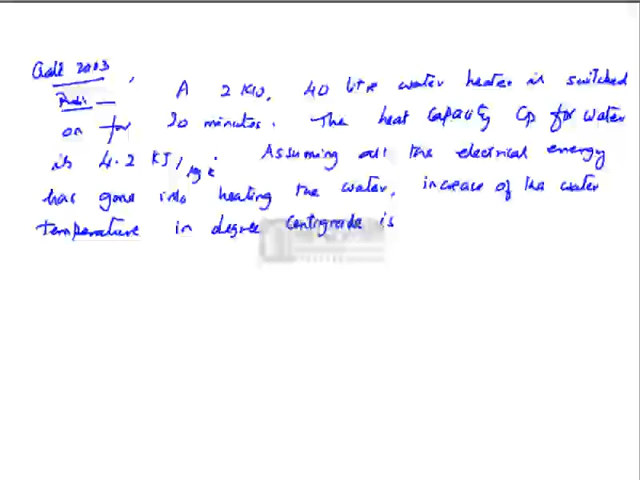 Gate 2003,
Prob:— A 2 KW, 40 litre water heater is switched
on for 20 minutes. The heat capacity Cp for water
is 4.2 KJ/kg K. Assuming all the electrical energy
has gone into heating the water, increase of the water
temperature in degree Centigrade is